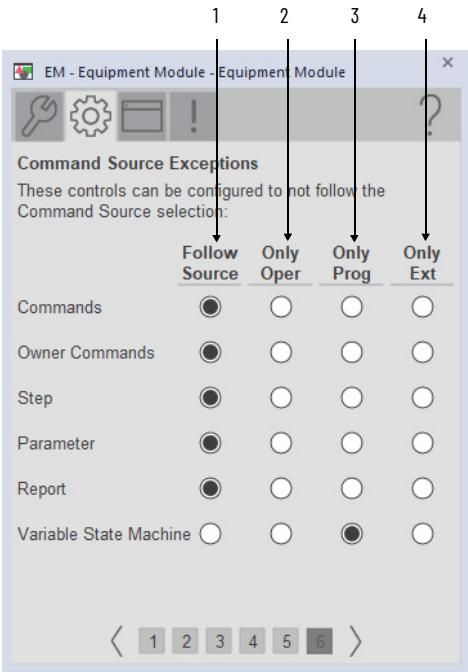 1 2 3 4
EM - Equipment Module - Equipment Module
Command Source Exceptions
These controls can be configured to not follow the
Command Source selection:
Follow Source Only Oper Only Prog Only Ext
Commands
Owner Commands
Step
Parameter
Report
Variable State Machine
1 2 3 4 5 6